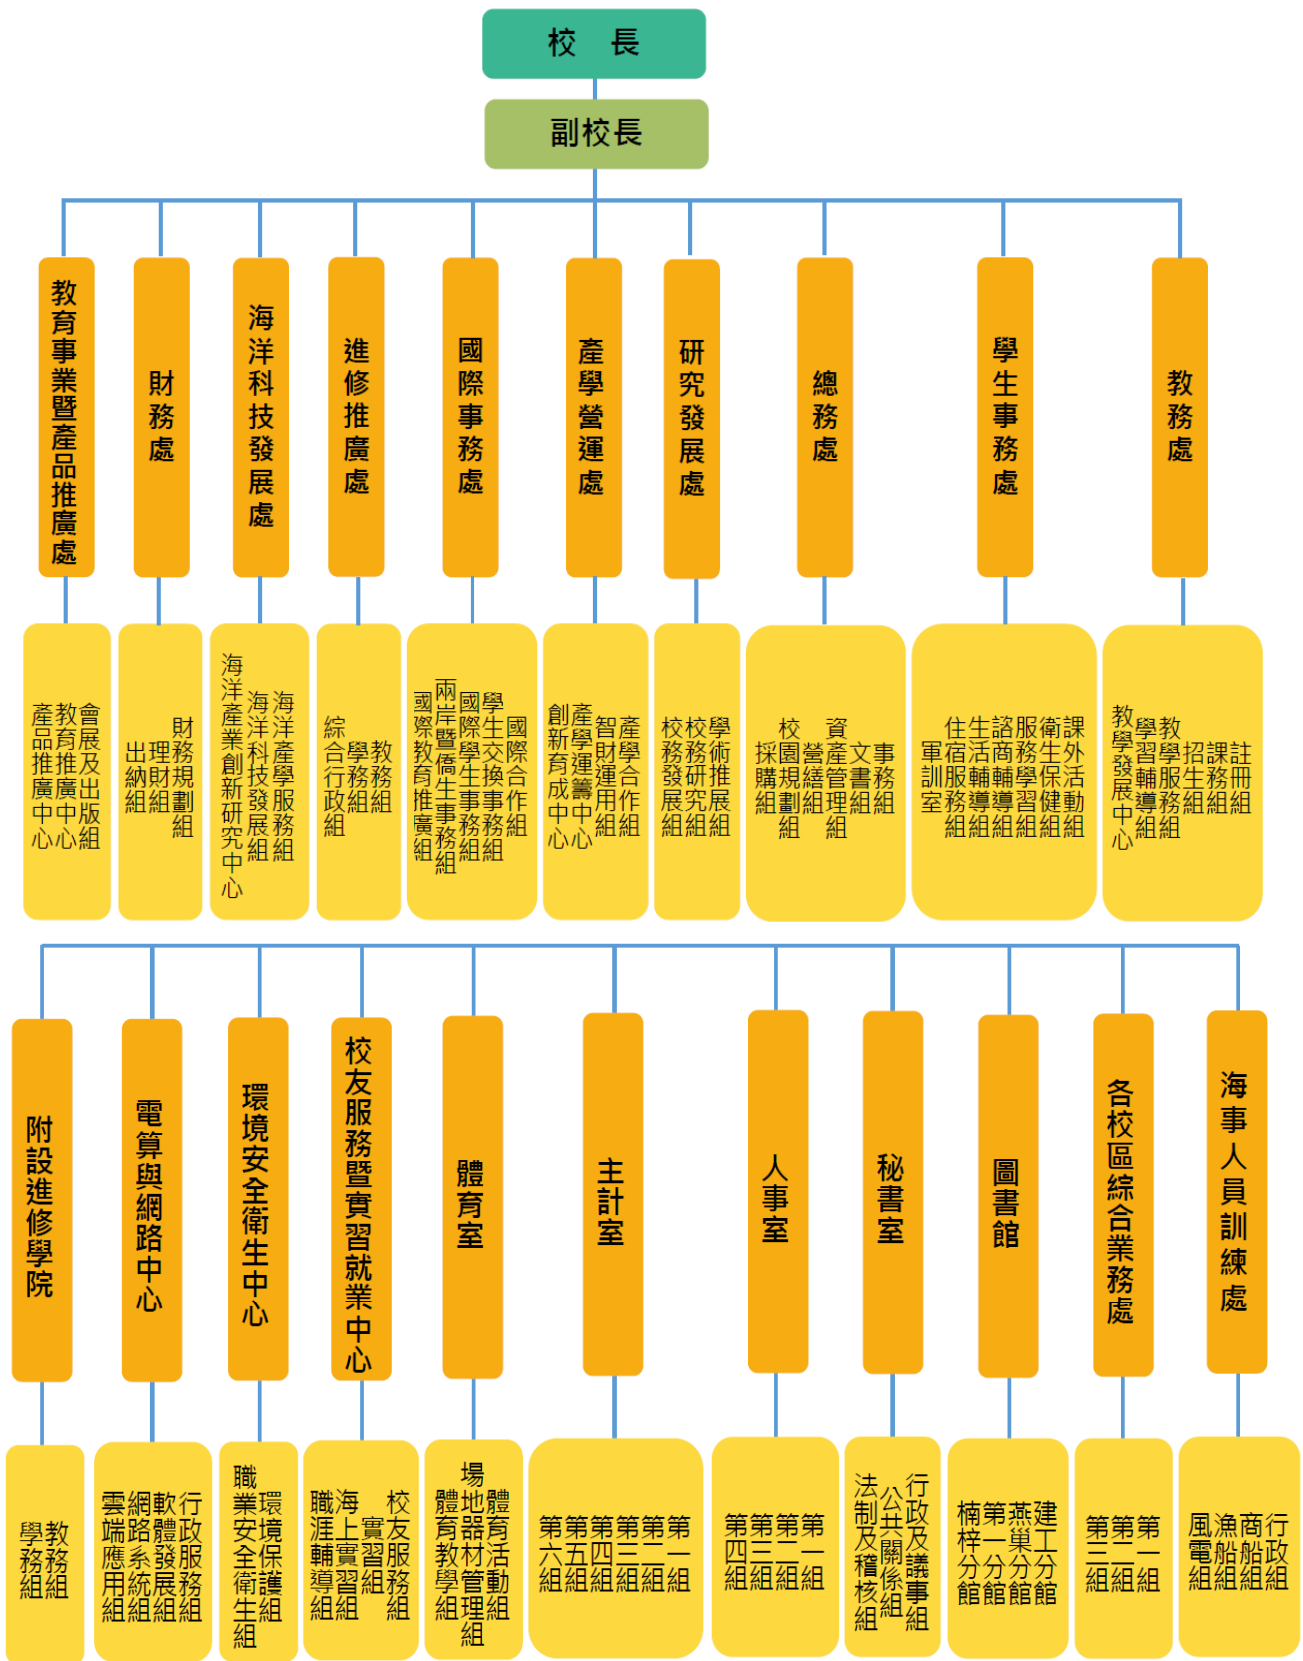 校 長
副校長
教育事業暨產品推廣處
財務處
海洋科技發展處
進修推廣處
國際事務處
產學營運處
研究發展處
總務處
學生事務處
教務處
會展及出版組
教育推廣中心
產品推廣中心
財務規劃組
理財組
出納組
海洋產學服務組
海洋科技發展組
海洋產業創新研究中心
教務組
學務組
綜合行政組
國際合作組
學生交換事務組
國際學生事務組
兩岸暨僑生事務組
國際教育推廣組
產學合作組
智財運用組
產學運籌中心
創新育成中心
學術推展組
校務研究組
校務發展組
事務組
文書組
資產管理組
營繕組
校園規劃組
採購組
課外活動組
衛生保健組
服務學習組
諮商輔導組
生活輔導組
住宿服務組
軍訓室
註冊組
課務組
招生組
教學服務組
學習輔導組
教學發展中心
附設進修學院
電算與網路中心
環境安全衛生中心
校友服務暨實習就業中心
體育室
主計室
人事室
秘書室
圖書館
各校區綜合業務處
海事人員訓練處
教務組
學務組
行政服務組
軟體發展組
網路系統組
雲端應用組
環境保護組
職業安全衛生組
校友服務組
實習組
海上實習組
職涯輔導組
體育活動組
場地器材管理組
體育教學組
第一組
第二組
第三組
第四組
第五組
第六組
第一組
第二組
第三組
第四組
行政及議事組
公共關係組
法制及稽核組
建工分館
燕巢分館
第一分館
楠梓分館
第一組
第二組
第三組
行政組
商船組
漁船組
風電組